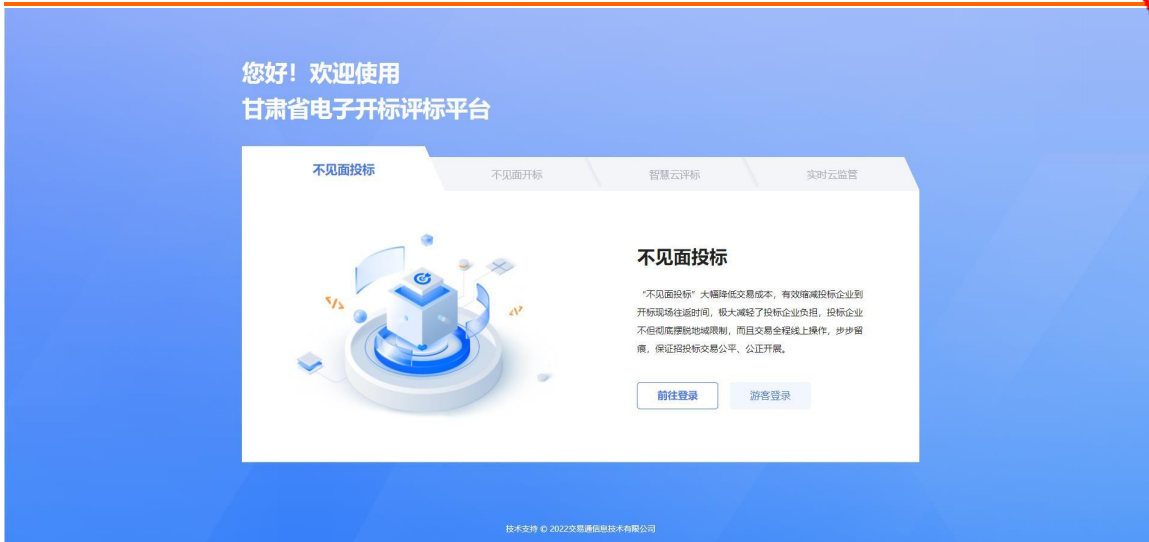 您好！欢迎使用
甘肃省电子开标评标平台
不见面投标
不见面开标
智慧云评标
实时云监管
不见面投标
“不见面投标”大幅降低交易成本，有效缩减投标企业到
开标现场往返时间，极大减轻了投标企业负担，投标企业
不但彻底摆脱地域限制，而且交易全程线上操作，步步留
痕，保证招投标交易公平、公正开展。
前往登录
游客登录
技术支持 © 2022交易通信息技术有限公司